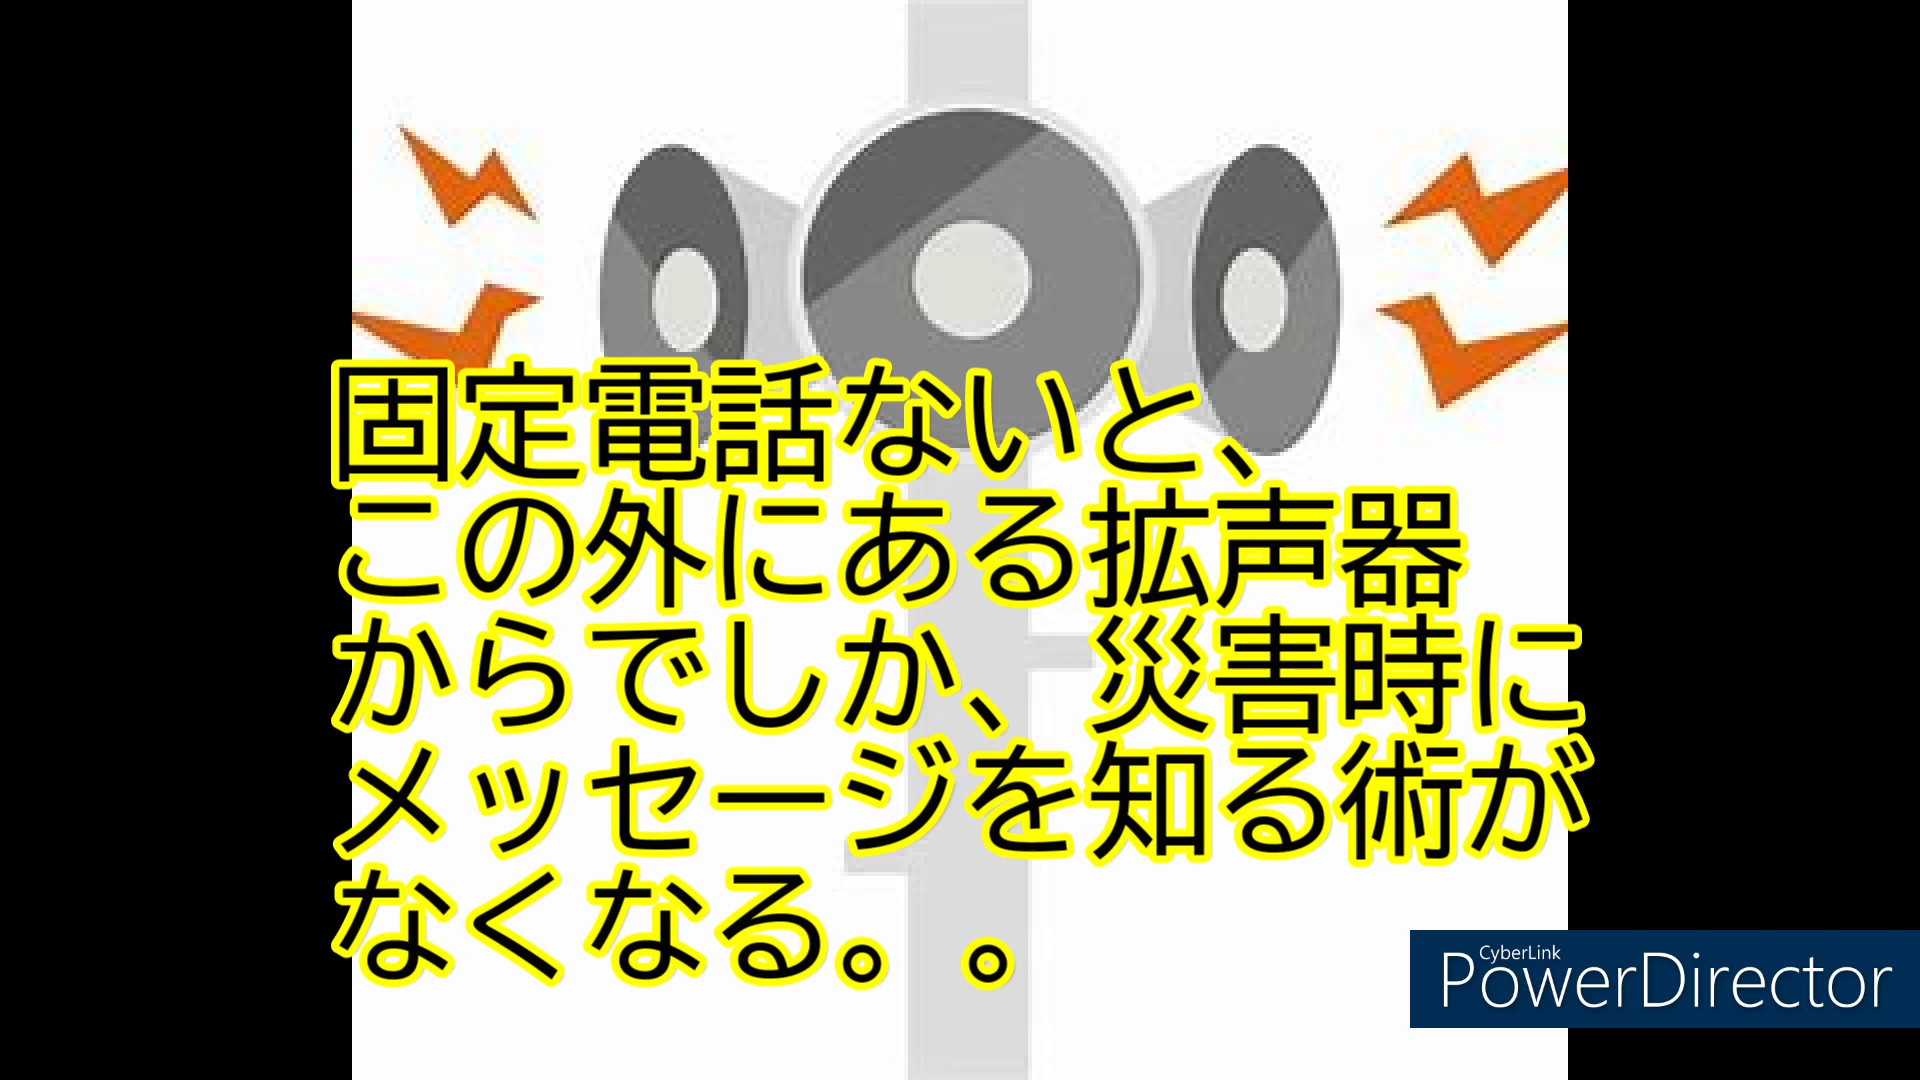 固定電話ないと、
この外にある拡声器
からでしか、災害時に
メッセージを知る術が
なくなる。。
CyberLink
PowerDirector